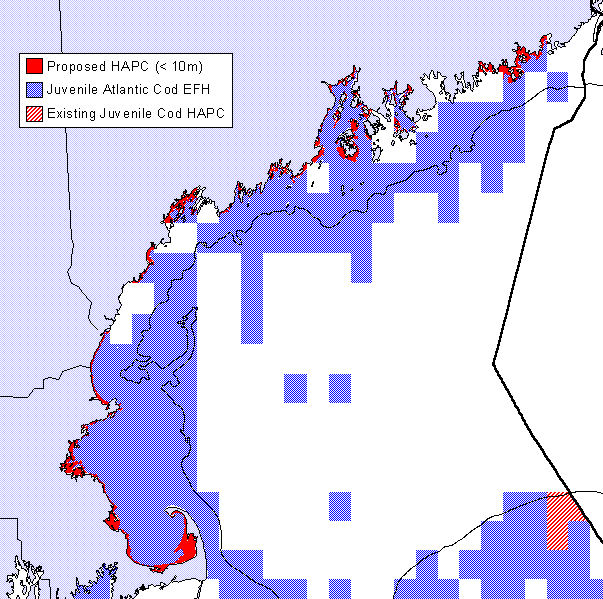 Proposed HAPC (< 10m)
Juvenile Atlantic Cod EFH
Existing Juvenile Cod HAPC